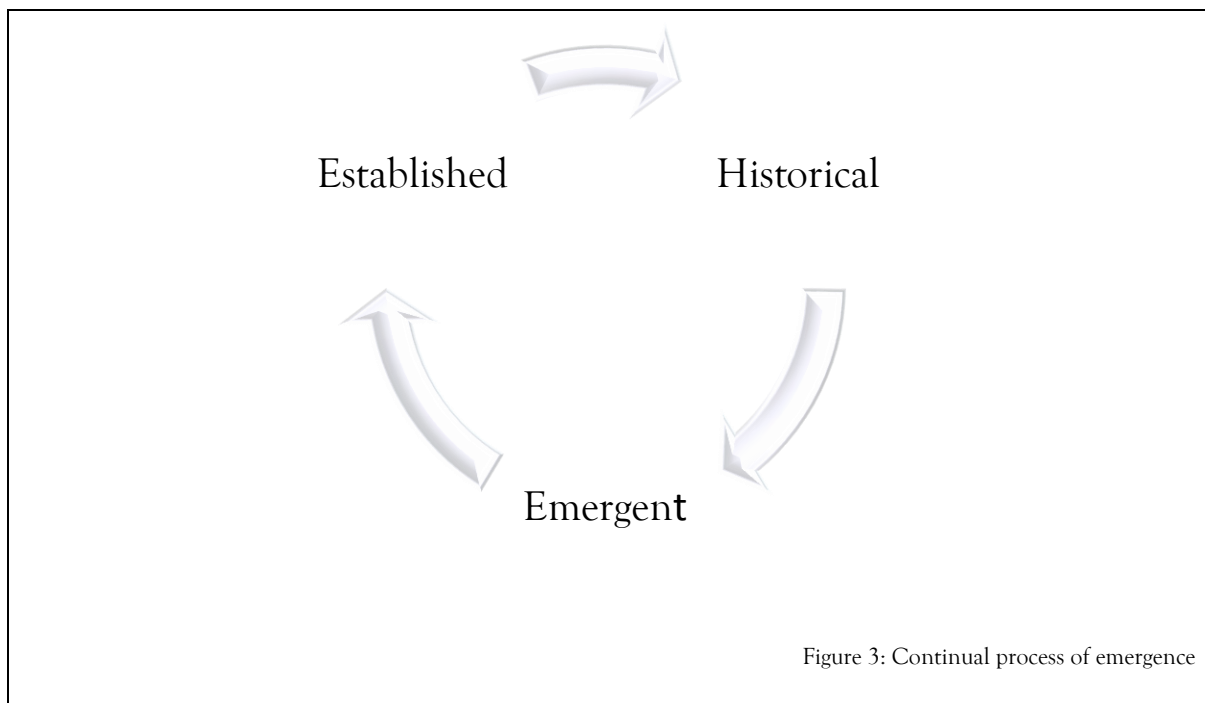 Established
Historical
Emergent
Figure 3: Continual process of emergence